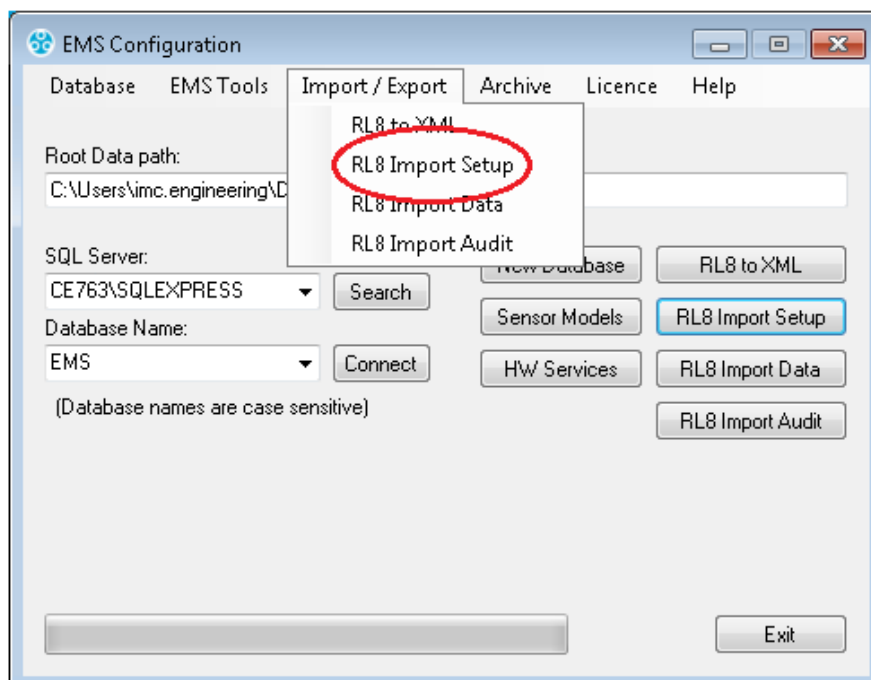 EMS Configuration
Database EMS Tools Import / Export Archive Licence Help
RL8 to XML
RL8 Import Setup
RL8 Import Data
RL8 Import Audit
Root Data path:
C:\Users\imc.engineering\D
SQL Server:
CE763\SQLEXPRESS Search
Database Name:
EMS Connect
(Database names are case sensitive)
New Database RL8 to XML
Sensor Models RL8 Import Setup
HW Services RL8 Import Data
RL8 Import Audit
Exit